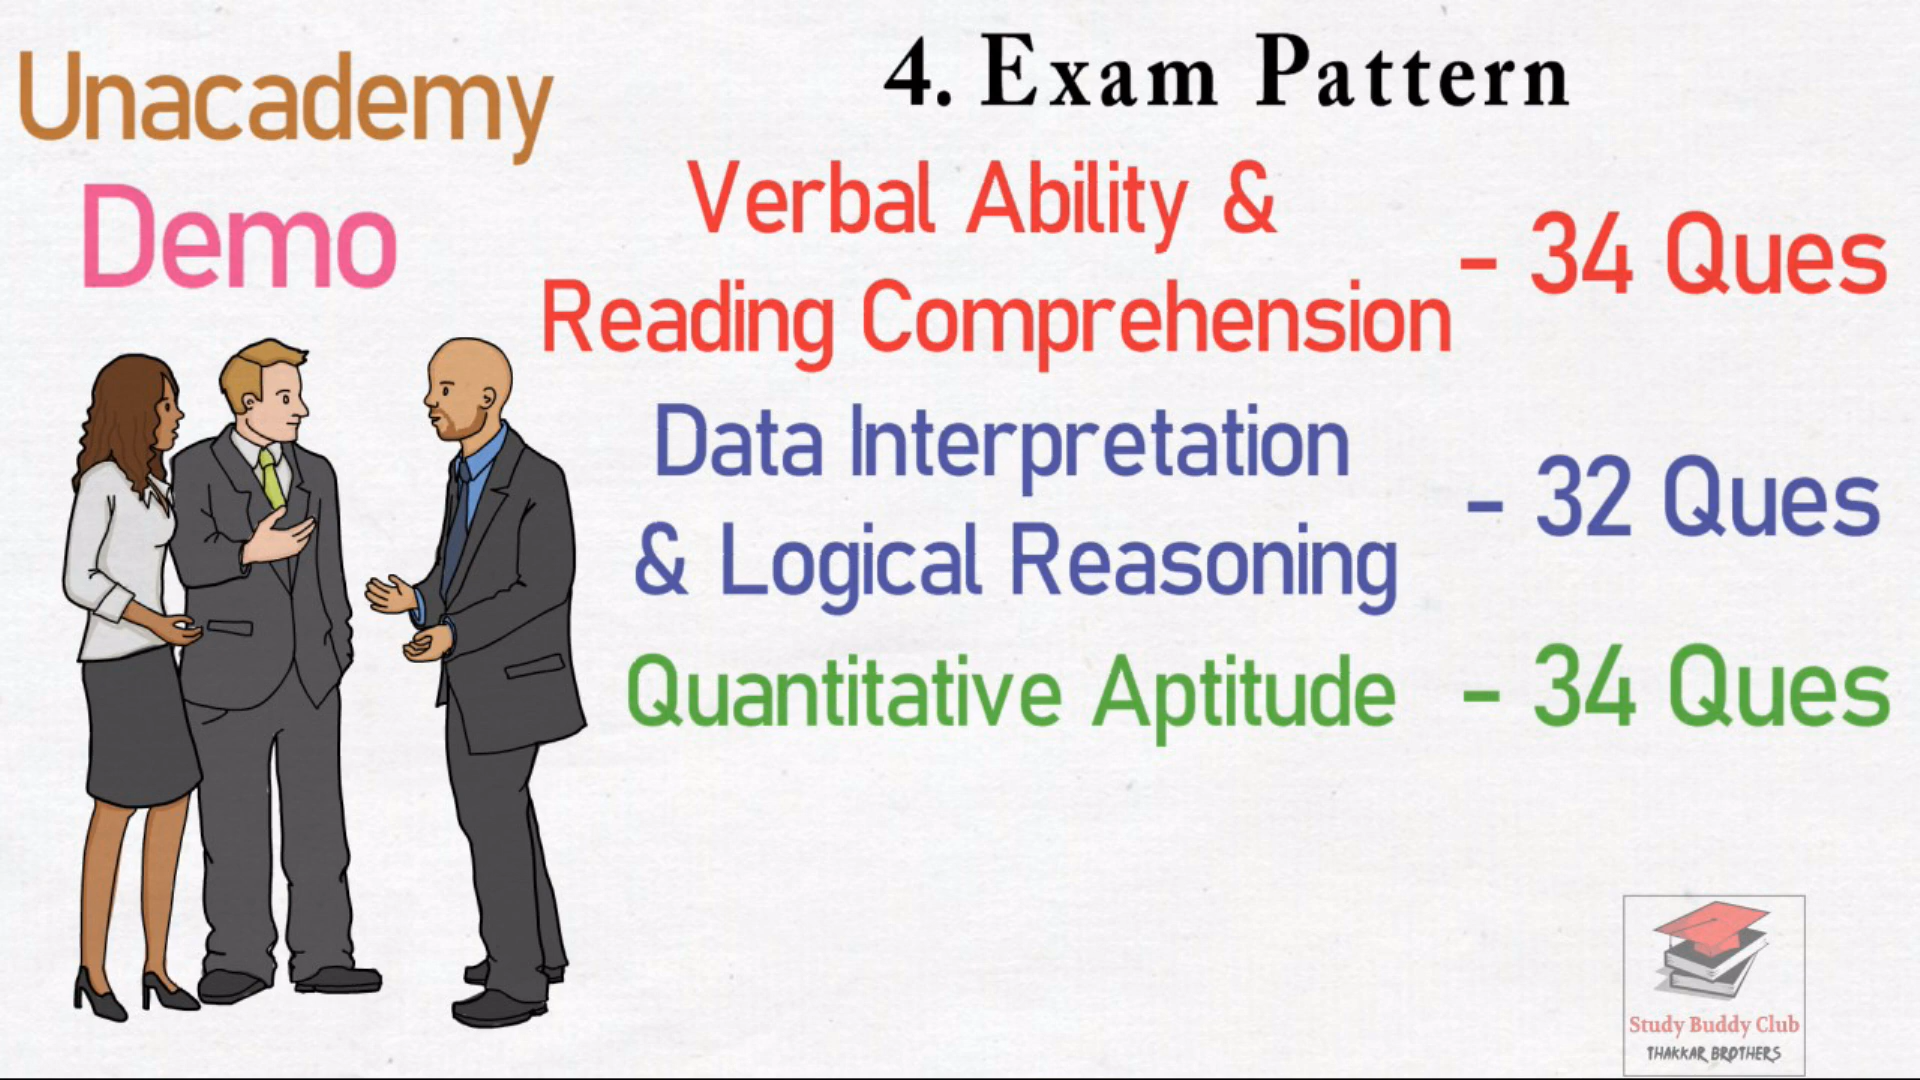 Unacademy
Demo
4. Exam Pattern
Verbal Ability &
Reading Comprehension
- 34 Ques
Data Interpretation
& Logical Reasoning
- 32 Ques
Quantitative Aptitude - 34 Ques
Study Buddy Club
THAKKAR BROTHERS